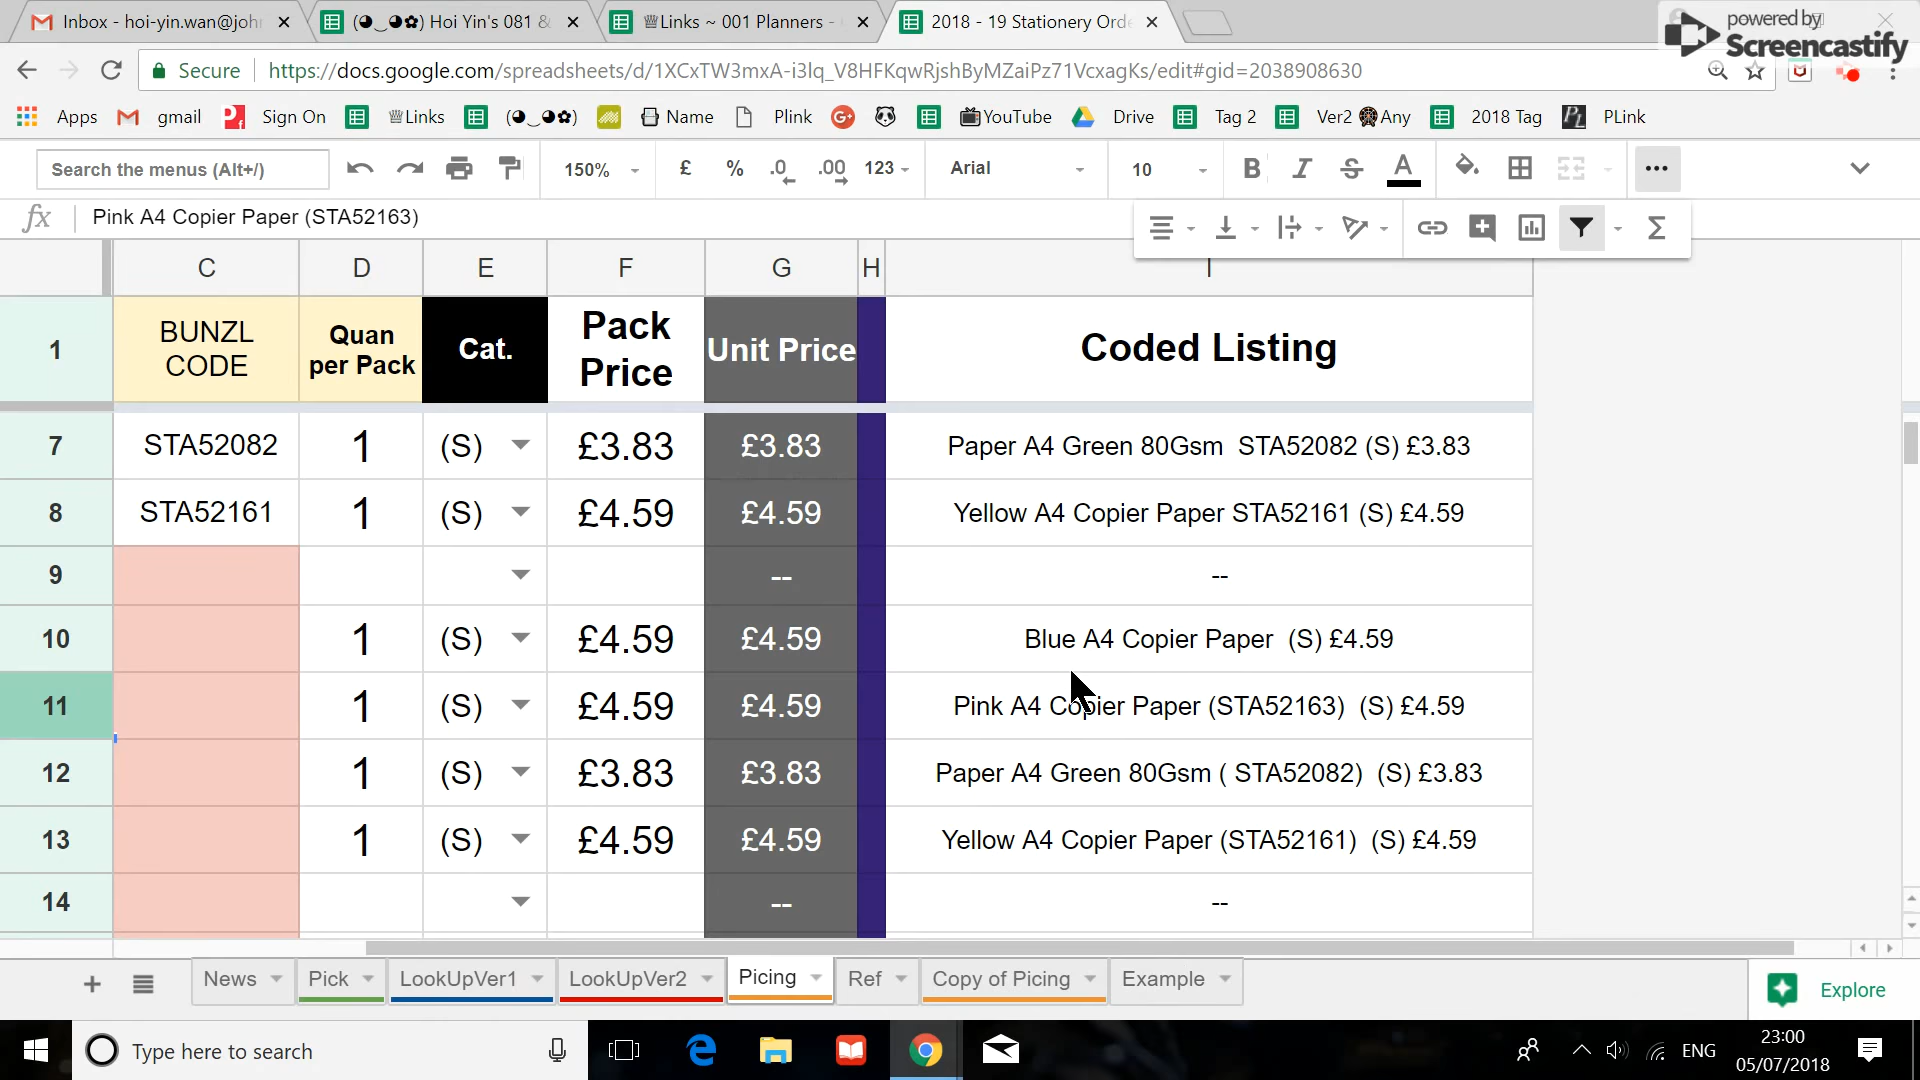 Inbox - hoi-yin.wan@joh
(◕‿◕✿) Hoi Yin's 081 &
♕Links ~ 001 Planners -
2018 - 19 Stationery Orde
powered by
Screencastify
Secure
https://docs.google.com/spreadsheets/d/1XCxTW3mxA-i3lq_V8HFKqwRjshByMZaiPz71VcxagKs/edit#gid=2038908630
Apps gmail Sign On ♕Links (◕‿◕✿) Name Plink YouTube Drive Tag 2 Ver2 Any 2018 Tag PLink
Search the menus (Alt+/) 150% £ % .0 .00 123 Arial 10 B I S A
fx Pink A4 Copier Paper (STA52163)
C D E F G H I
1 BUNZL CODE Quan per Pack Cat. Pack Price Unit Price Coded Listing
7 STA52082 1 (S) £3.83 £3.83 Paper A4 Green 80Gsm STA52082 (S) £3.83
8 STA52161 1 (S) £4.59 £4.59 Yellow A4 Copier Paper STA52161 (S) £4.59
9 -- --
10 1 (S) £4.59 £4.59 Blue A4 Copier Paper (S) £4.59
11 1 (S) £4.59 £4.59 Pink A4 Copier Paper (STA52163) (S) £4.59
12 1 (S) £3.83 £3.83 Paper A4 Green 80Gsm ( STA52082) (S) £3.83
13 1 (S) £4.59 £4.59 Yellow A4 Copier Paper (STA52161) (S) £4.59
14 -- --
News Pick LookUpVer1 LookUpVer2 Picing Ref Copy of Picing Example Explore
Type here to search ENG 23:00
05/07/2018